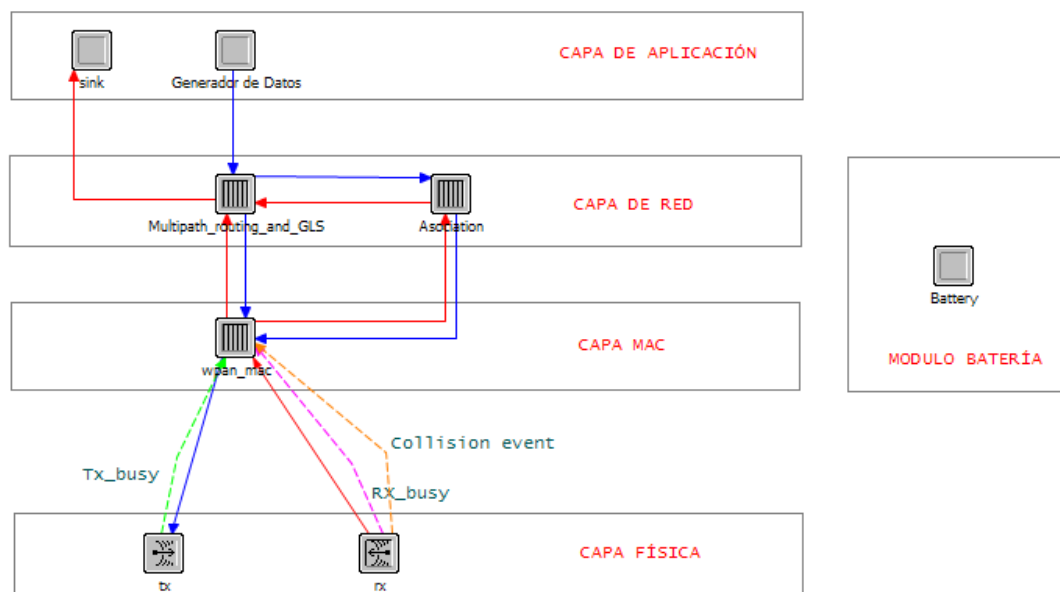 sink
Generador de Datos
CAPA DE APLICACIÓN
Multipath_routing_and_GLS
Asociation
CAPA DE RED
Battery
MODULO BATERÍA
wpan_mac
CAPA MAC
Collision event
Tx_busy
RX_busy
tx
rx
CAPA FÍSICA